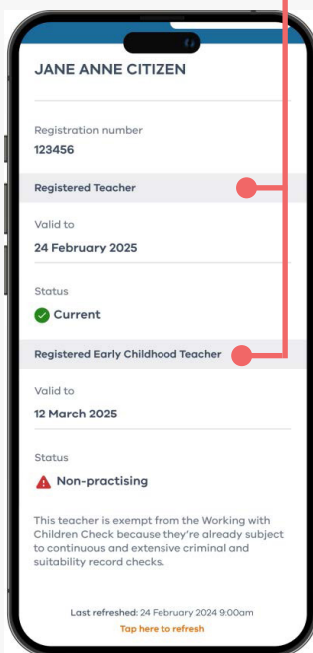 JANE ANNE CITIZEN
Registration number
123456
Registered Teacher
Valid to
24 February 2025
Status
Current
Registered Early Childhood Teacher
Valid to
12 March 2025
Status
Non-practising
This teacher is exempt from the Working with
Children Check because they're already subject
to continuous and extensive criminal and
suitability record checks.
Last refreshed: 24 February 2024 9:00am
Tap here to refresh